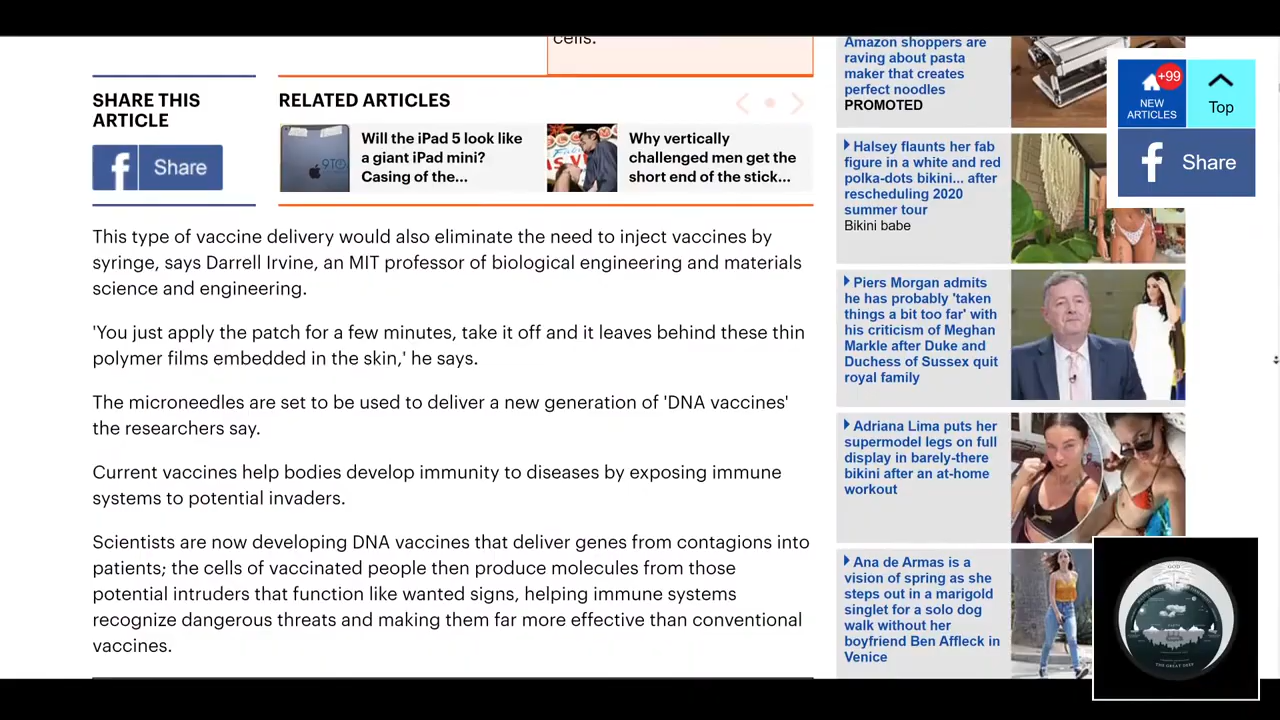 cells.
SHARE THIS
ARTICLE
Share
RELATED ARTICLES
Will the iPad 5 look like
a giant iPad mini?
Casing of the...
Why vertically
challenged men get the
short end of the stick...
This type of vaccine delivery would also eliminate the need to inject vaccines by
syringe, says Darrell Irvine, an MIT professor of biological engineering and materials
science and engineering.
'You just apply the patch for a few minutes, take it off and it leaves behind these thin
polymer films embedded in the skin,' he says.
The microneedles are set to be used to deliver a new generation of 'DNA vaccines'
the researchers say.
Current vaccines help bodies develop immunity to diseases by exposing immune
systems to potential invaders.
Scientists are now developing DNA vaccines that deliver genes from contagions into
patients; the cells of vaccinated people then produce molecules from those
potential intruders that function like wanted signs, helping immune systems
recognize dangerous threats and making them far more effective than conventional
vaccines.
Amazon shoppers are
raving about pasta
maker that creates
perfect noodles
PROMOTED
Halsey flaunts her fab
figure in a white and red
polka-dots bikini... after
rescheduling 2020
summer tour
Bikini babe
Piers Morgan admits
he has probably 'taken
things a bit too far' with
his criticism of Meghan
Markle after Duke and
Duchess of Sussex quit
royal family
Adriana Lima puts her
supermodel legs on full
display in barely-there
bikini after an at-home
workout
Ana de Armas is a
vision of spring as she
steps out in a marigold
singlet for a solo dog
walk without her
boyfriend Ben Affleck in
Venice
+99
NEW
ARTICLES
Top
Share
GOD
THE GREAT DEEP